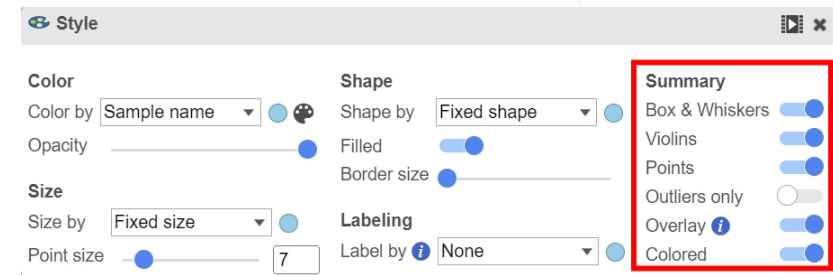 Style
Color
Color by Sample name
Opacity
Size
Size by Fixed size
Point size 7
Shape
Shape by Fixed shape
Filled
Border size
Labeling
Label by i None
Summary
Box & Whiskers
Violins
Points
Outliers only
Overlay i
Colored